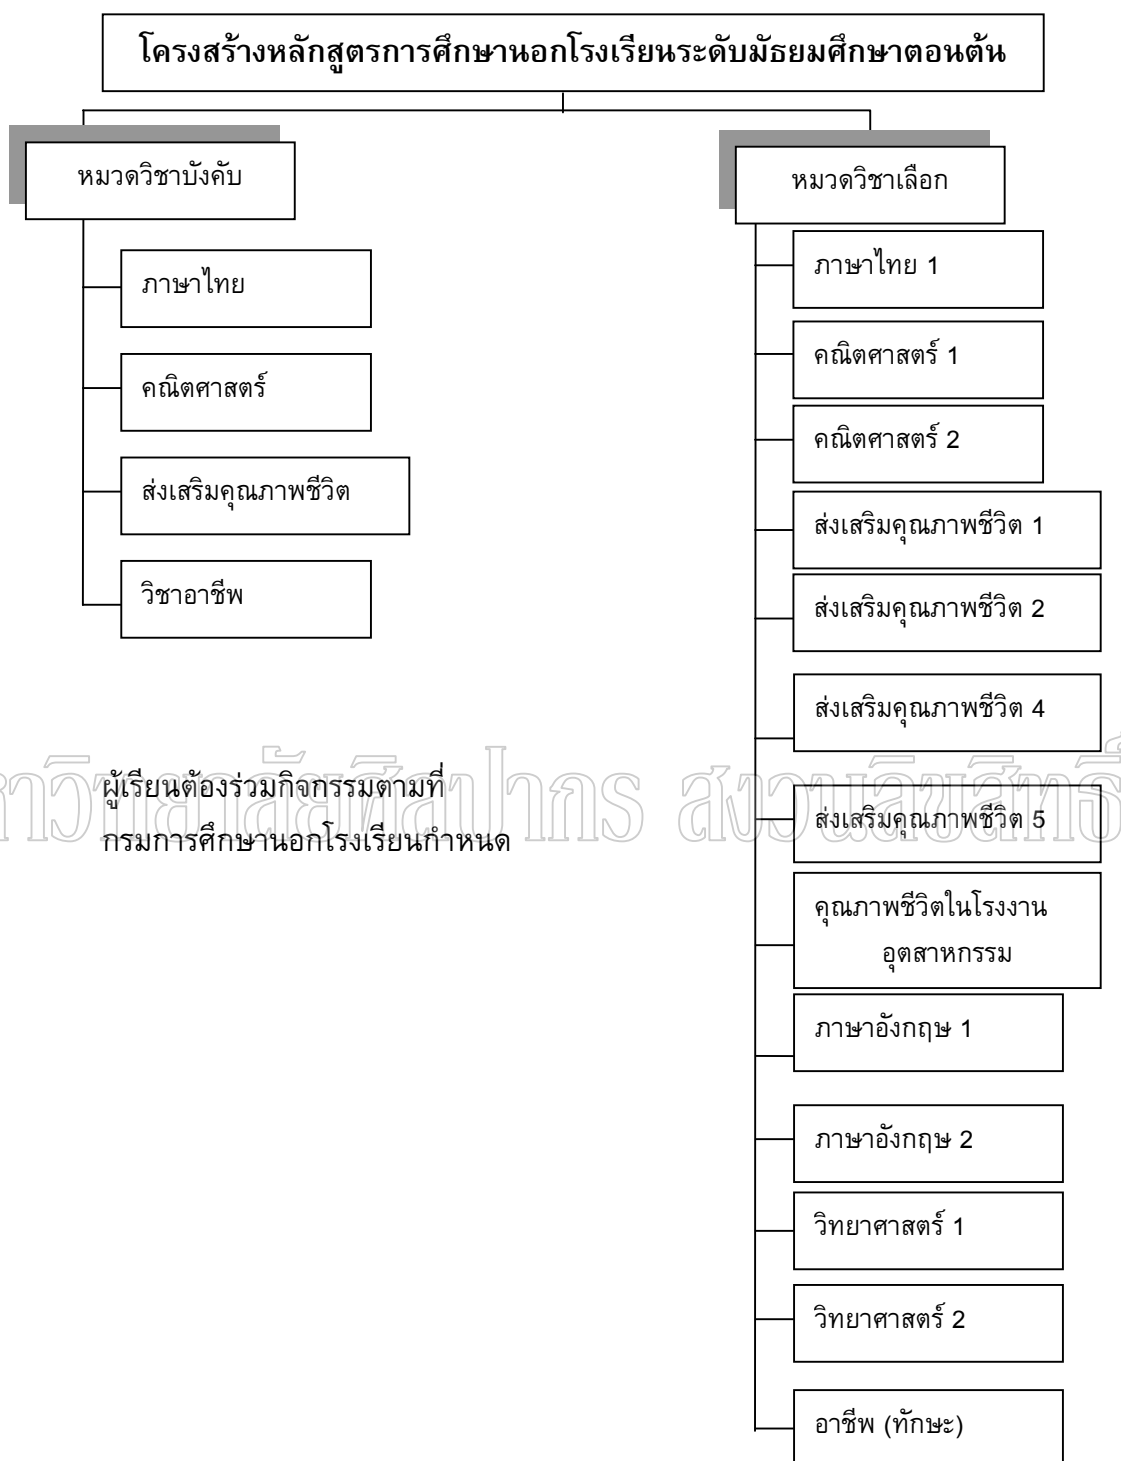 โครงสร้างหลักสูตรการศึกษานอกโรงเรียนระดับมัธยมศึกษาตอนต้น
หมวดวิชาบังคับ
ภาษาไทย
คณิตศาสตร์
ส่งเสริมคุณภาพชีวิต
วิชาอาชีพ
ผู้เรียนต้องร่วมกิจกรรมตามที่
กรมการศึกษานอกโรงเรียนกำหนด
หมวดวิชาเลือก
ภาษาไทย 1
คณิตศาสตร์ 1
คณิตศาสตร์ 2
ส่งเสริมคุณภาพชีวิต 1
ส่งเสริมคุณภาพชีวิต 2
ส่งเสริมคุณภาพชีวิต 4
ส่งเสริมคุณภาพชีวิต 5
คุณภาพชีวิตในโรงงาน
อุตสาหกรรม
ภาษาอังกฤษ 1
ภาษาอังกฤษ 2
วิทยาศาสตร์ 1
วิทยาศาสตร์ 2
อาชีพ (ทักษะ)